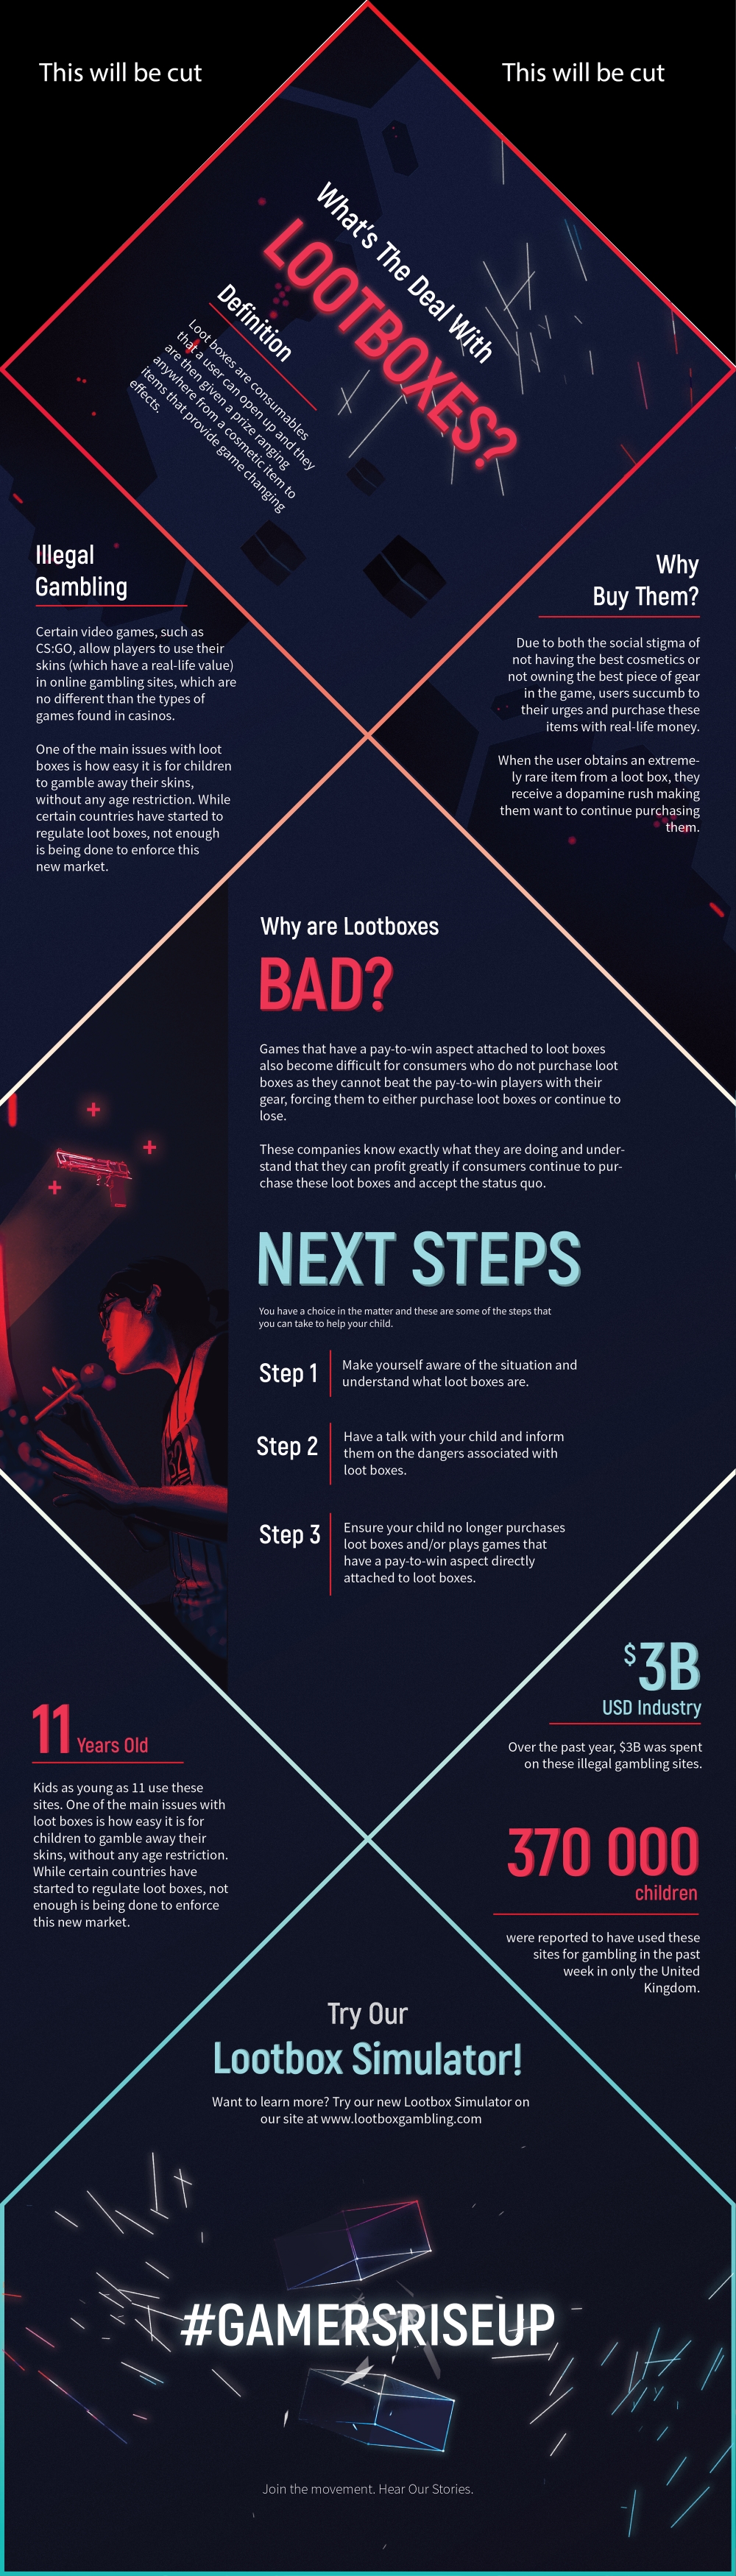 This will be cut
This will be cut
What's The Deal With
LOOTBOXES?
Definition
Loot boxes are consumables
that a user can open up and they
are then given a prize ranging
anywhere from a cosmetic item to
items that provide game changing
effects.
Illegal
Gambling
Certain video games, such as
CS:GO, allow players to use their
skins (which have a real-life value)
in online gambling sites, which are
no different than the types of
games found in casinos.
One of the main issues with loot
boxes is how easy it is for children
to gamble away their skins,
without any age restriction. While
certain countries have started to
regulate loot boxes, not enough
is being done to enforce this
new market.
Why
Buy Them?
Due to both the social stigma of
not having the best cosmetics or
not owning the best piece of gear
in the game, users succumb to
their urges and purchase these
items with real-life money.
When the user obtains an extreme-
ly rare item from a loot box, they
receive a dopamine rush making
them want to continue purchasing
them.
Why are Lootboxes
BAD?
Games that have a pay-to-win aspect attached to loot boxes
also become difficult for consumers who do not purchase loot
boxes as they cannot beat the pay-to-win players with their
gear, forcing them to either purchase loot boxes or continue to
lose.
These companies know exactly what they are doing and under-
stand that they can profit greatly if consumers continue to pur-
chase these loot boxes and accept the status quo.
NEXT STEPS
You have a choice in the matter and these are some of the steps that
you can take to help your child.
Step 1
Make yourself aware of the situation and
understand what loot boxes are.
Step 2
Have a talk with your child and inform
them on the dangers associated with
loot boxes.
Step 3
Ensure your child no longer purchases
loot boxes and/or plays games that
have a pay-to-win aspect directly
attached to loot boxes.
32
$3B
USD Industry
Over the past year, $3B was spent
on these illegal gambling sites.
11 Years Old
Kids as young as 11 use these
sites. One of the main issues with
loot boxes is how easy it is for
children to gamble away their
skins, without any age restriction.
While certain countries have
started to regulate loot boxes, not
enough is being done to enforce
this new market.
370 000
children
were reported to have used these
sites for gambling in the past
week in only the United
Kingdom.
Try Our
Lootbox Simulator!
Want to learn more? Try our new Lootbox Simulator on
our site at www.lootboxgambling.com
#GAMERSRISEUP
Join the movement. Hear Our Stories.